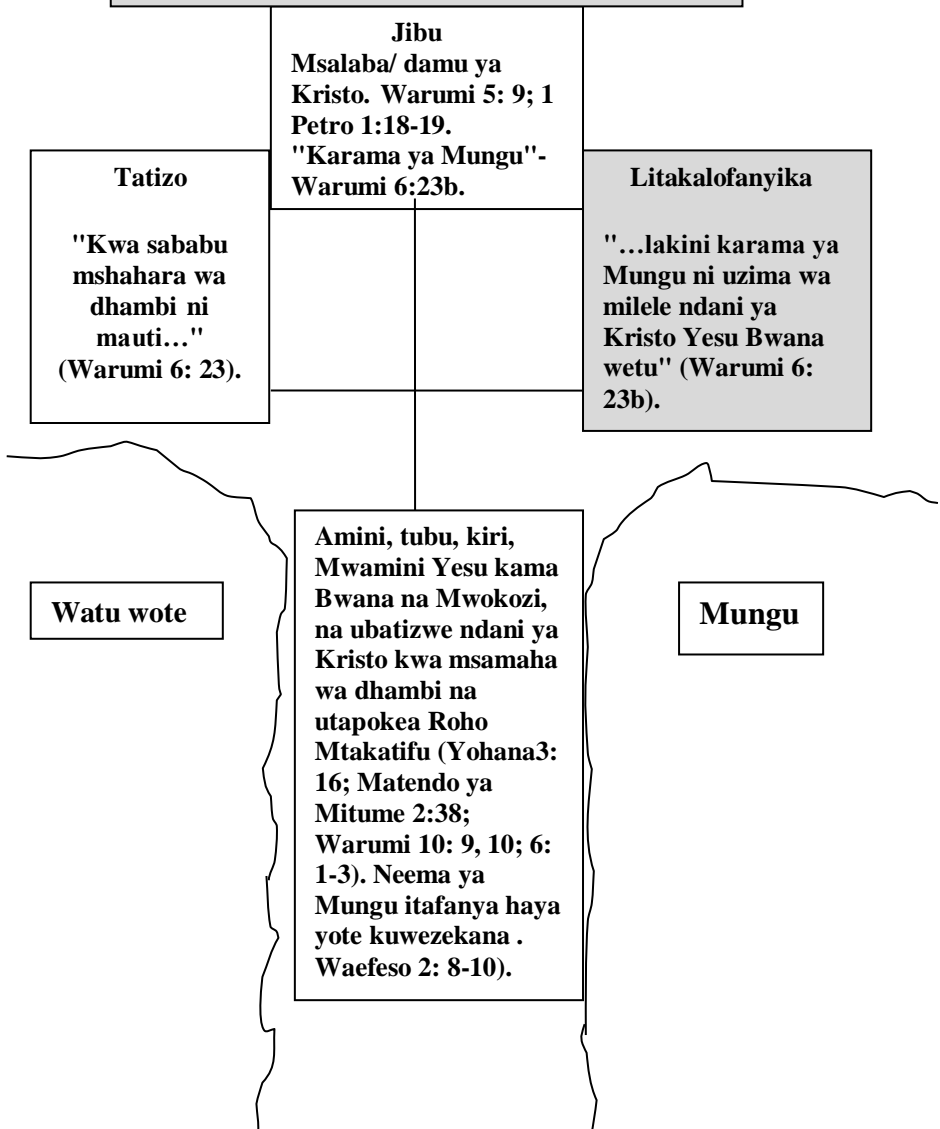 Jibu
Msalaba/ damu ya
Kristo. Warumi 5: 9; 1
Petro 1:18-19.
"Karama ya Mungu"-
Warumi 6:23b.
Tatizo
"Kwa sababu
mshahara wa
dhambi ni
mauti…"
(Warumi 6: 23).
Litakalofanyika
"…lakini karama ya
Mungu ni uzima wa
milele ndani ya
Kristo Yesu Bwana
wetu" (Warumi 6:
23b).
Watu wote
Amini, tubu, kiri,
Mwamini Yesu kama
Bwana na Mwokozi,
na ubatizwe ndani ya
Kristo kwa msamaha
wa dhambi na
utapokea Roho
Mtakatifu (Yohana3:
16; Matendo ya
Mitume 2:38;
Warumi 10: 9, 10; 6:
1-3). Neema ya
Mungu itafanya haya
yote kuwezekana .
Waefeso 2: 8-10).
Mungu